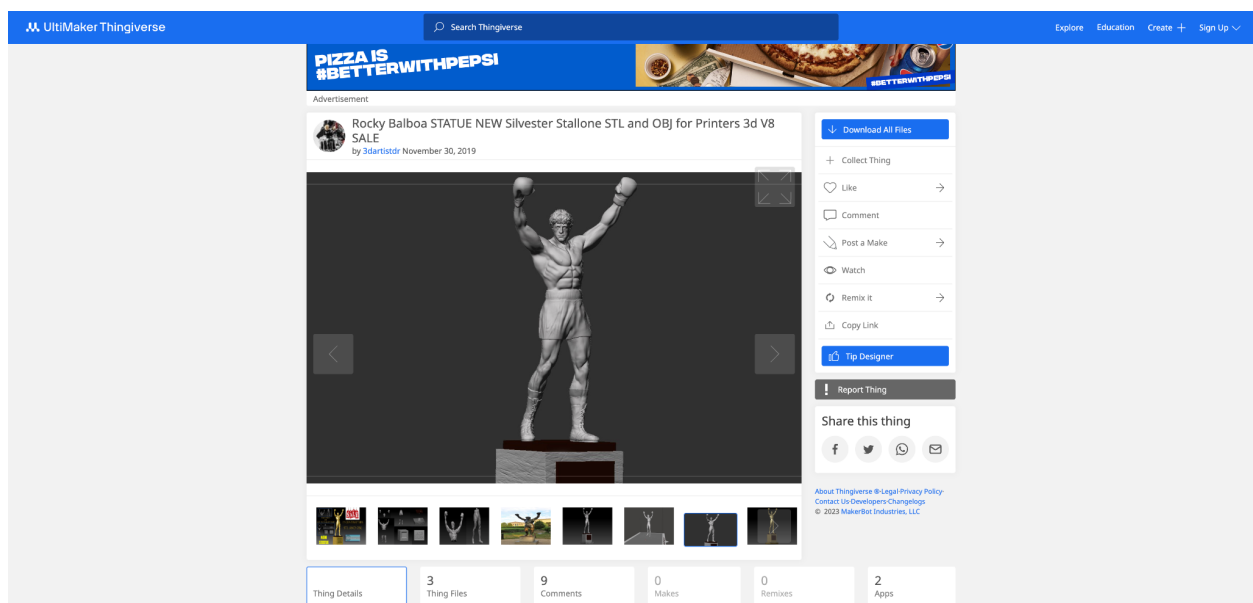 UltiMaker Thingiverse
Search Thingiverse
Explore Education Create Sign Up
PIZZA IS
#BETTERWITHPEPSI
#BETTERWITHPEPSI
Advertisement
Rocky Balboa STATUE NEW Silvester Stallone STL and OBJ for Printers 3d V8
SALE
by 3dartistdr November 30, 2019
Download All Files
Collect Thing
Like
Comment
Post a Make
Watch
Remix it
Copy Link
Tip Designer
Report Thing
Share this thing
About Thingiverse ®·Legal·Privacy Policy·
Contact Us·Developers·Changelogs
© 2023 MakerBot Industries, LLC
Thing Details
3
Thing Files
9
Comments
0
Makes
0
Remixes
2
Apps